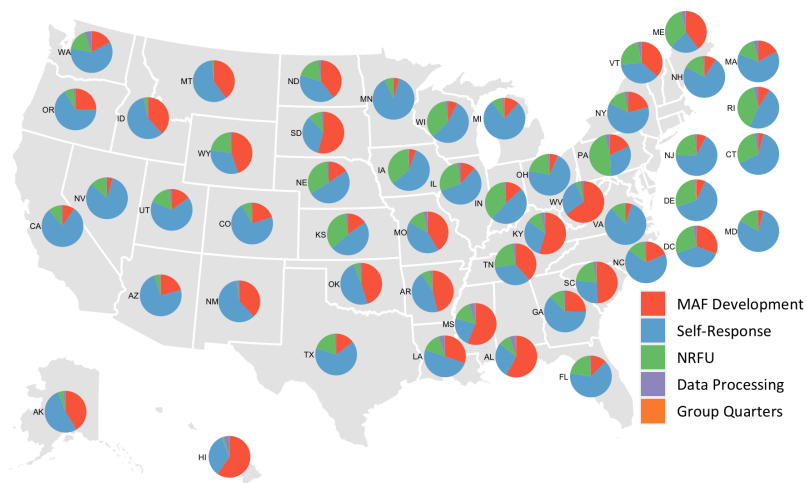 ME
WA
VT
MA
MT
ND
NH
MN
OR
ID
WI
MI
NY
RI
SD
WY
PA
NJ
CT
IA
OH
NE
IL
NV
UT
IN
WV
DE
CA
CO
KS
MO
KY
VA
MD
DC
TN
NC
OK
SC
AZ
NM
AR
GA
MS
TX
LA
AL
FL
AK
HI
MAF Development
Self-Response
NRFU
Data Processing
Group Quarters